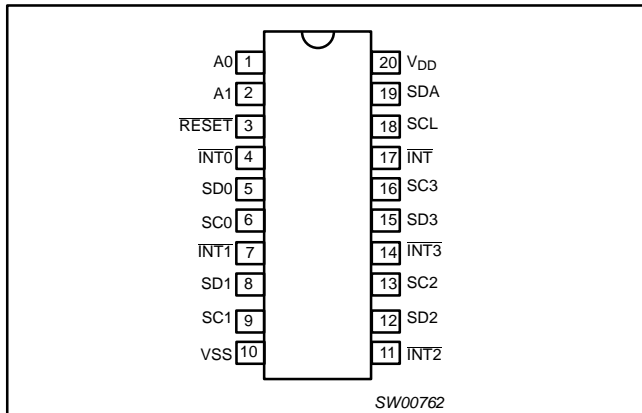 A0 1 20 VDD
A1 2 19 SDA
RESET 3 18 SCL
INT0 4 17 INT
SD0 5 16 SC3
SC0 6 15 SD3
INT1 7 14 INT3
SD1 8 13 SC2
SC1 9 12 SD2
VSS 10 11 INT2
SW00762